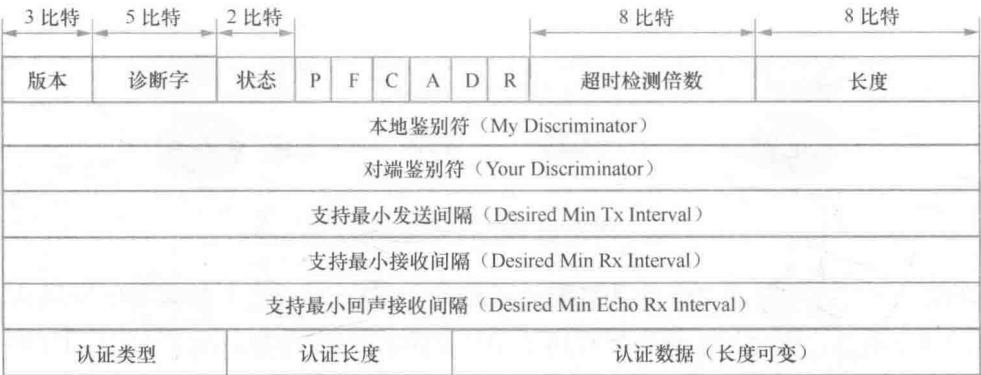 3 比特 5 比特 2 比特 8 比特 8 比特
版本 诊断字 状态 P F C A D R 超时检测倍数 长度
本地鉴别符（My Discriminator）
对端鉴别符（Your Discriminator）
支持最小发送间隔（Desired Min Tx Interval）
支持最小接收间隔（Desired Min Rx Interval）
支持最小回声接收间隔（Desired Min Echo Rx Interval）
认证类型 认证长度 认证数据（长度可变）